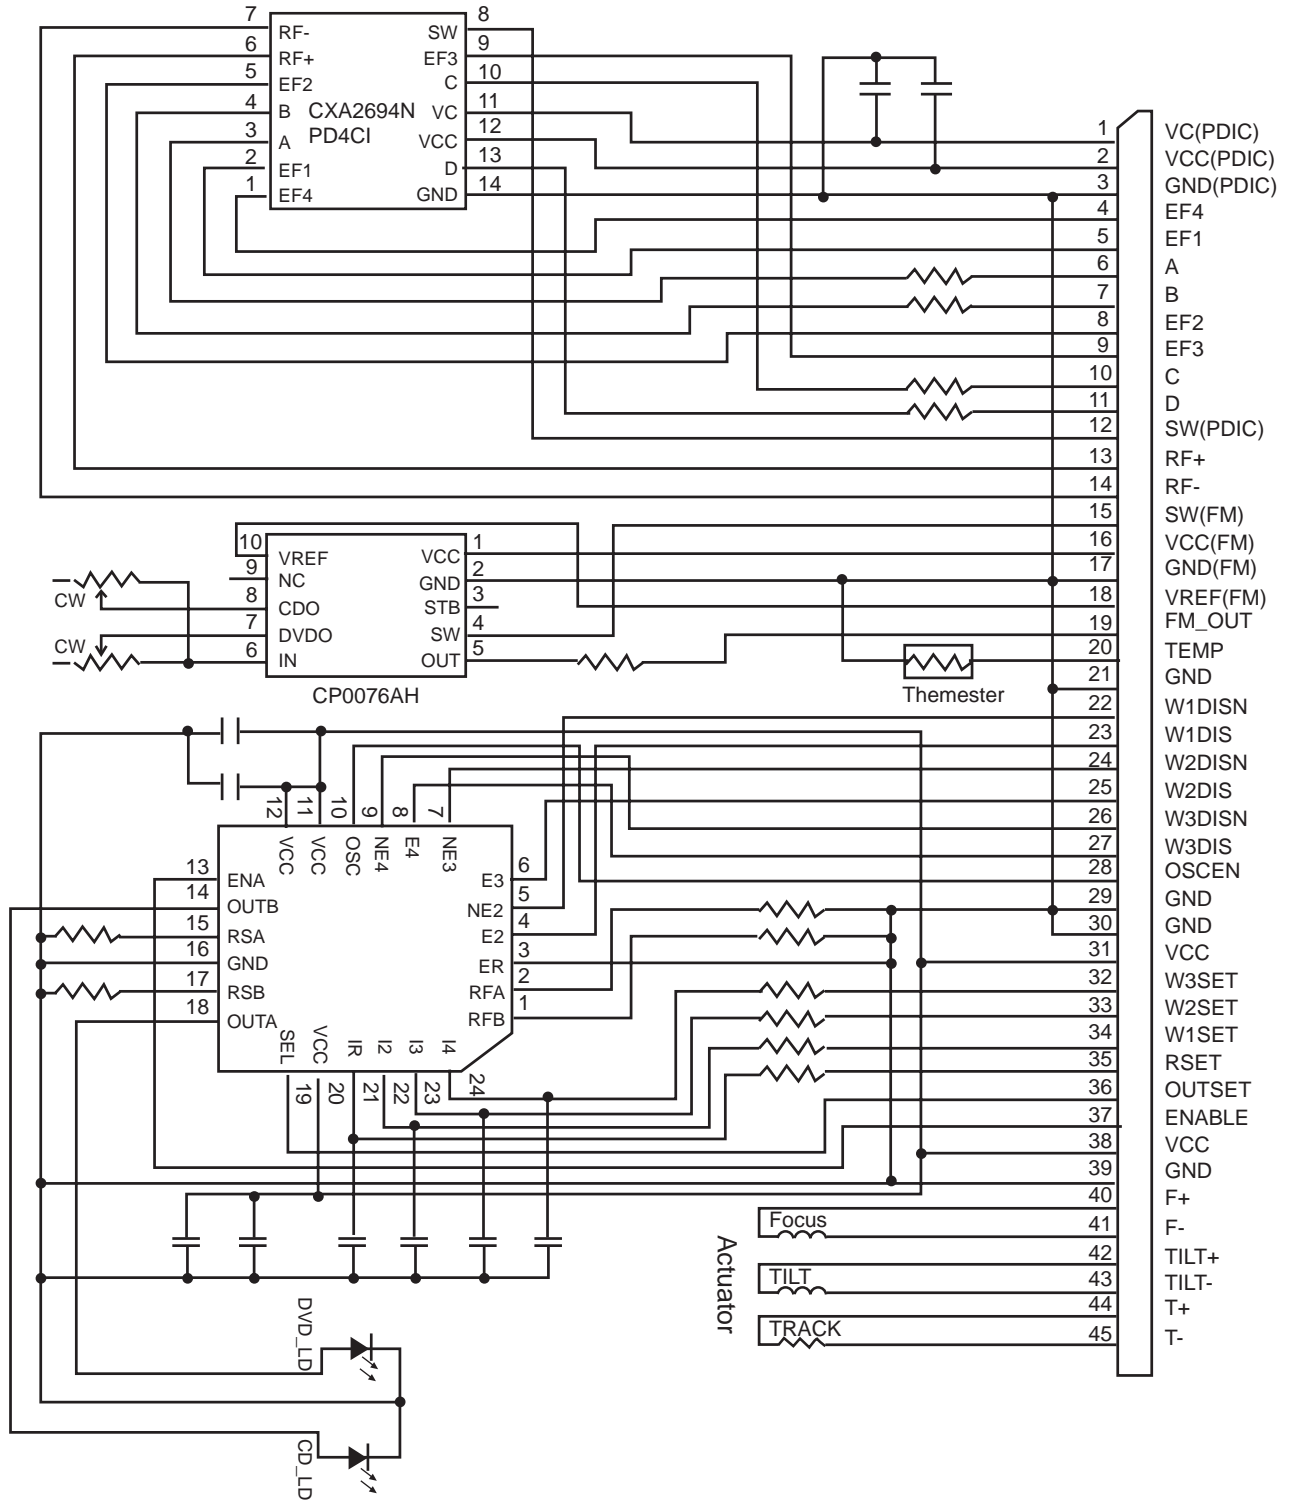 7
RF-
6
RF+
5
EF2
4
B
3
A
2
EF1
1
EF4
CXA2694N
PD4CI
8
SW
9
EF3
10
C
11
VC
12
VCC
13
D
14
GND
1 VC(PDIC)
2 VCC(PDIC)
3 GND(PDIC)
4 EF4
5 EF1
6 A
7 B
8 EF2
9 EF3
10 C
11 D
12 SW(PDIC)
13 RF+
14 RF-
15 SW(FM)
16 VCC(FM)
17 GND(FM)
18 VREF(FM)
19 FM_OUT
20 TEMP
21 GND
22 W1DISN
23 W1DIS
24 W2DISN
25 W2DIS
26 W3DISN
27 W3DIS
28 OSCEN
29 GND
30 GND
31 VCC
32 W3SET
33 W2SET
34 W1SET
35 RSET
36 OUTSET
37 ENABLE
38 VCC
39 GND
40 F+
41 F-
42 TILT+
43 TILT-
44 T+
45 T-
10
VREF
9
NC
8
CDO
7
DVDO
6
IN
CW
CW
1
VCC
2
GND
3
STB
4
SW
5
OUT
CP0076AH
Themester
12
VCC
11
VCC
10
OSC
9
NE4
8
E4
7
NE3
13
ENA
14
OUTB
15
RSA
16
GND
17
RSB
18
OUTA
6
E3
5
NE2
4
E2
3
ER
2
RFA
1
RFB
SEL
19
VCC
20
IR
21
I2
22
I3
23
I4
24
Actuator
Focus
TILT
TRACK
DVD_LD
CD_LD